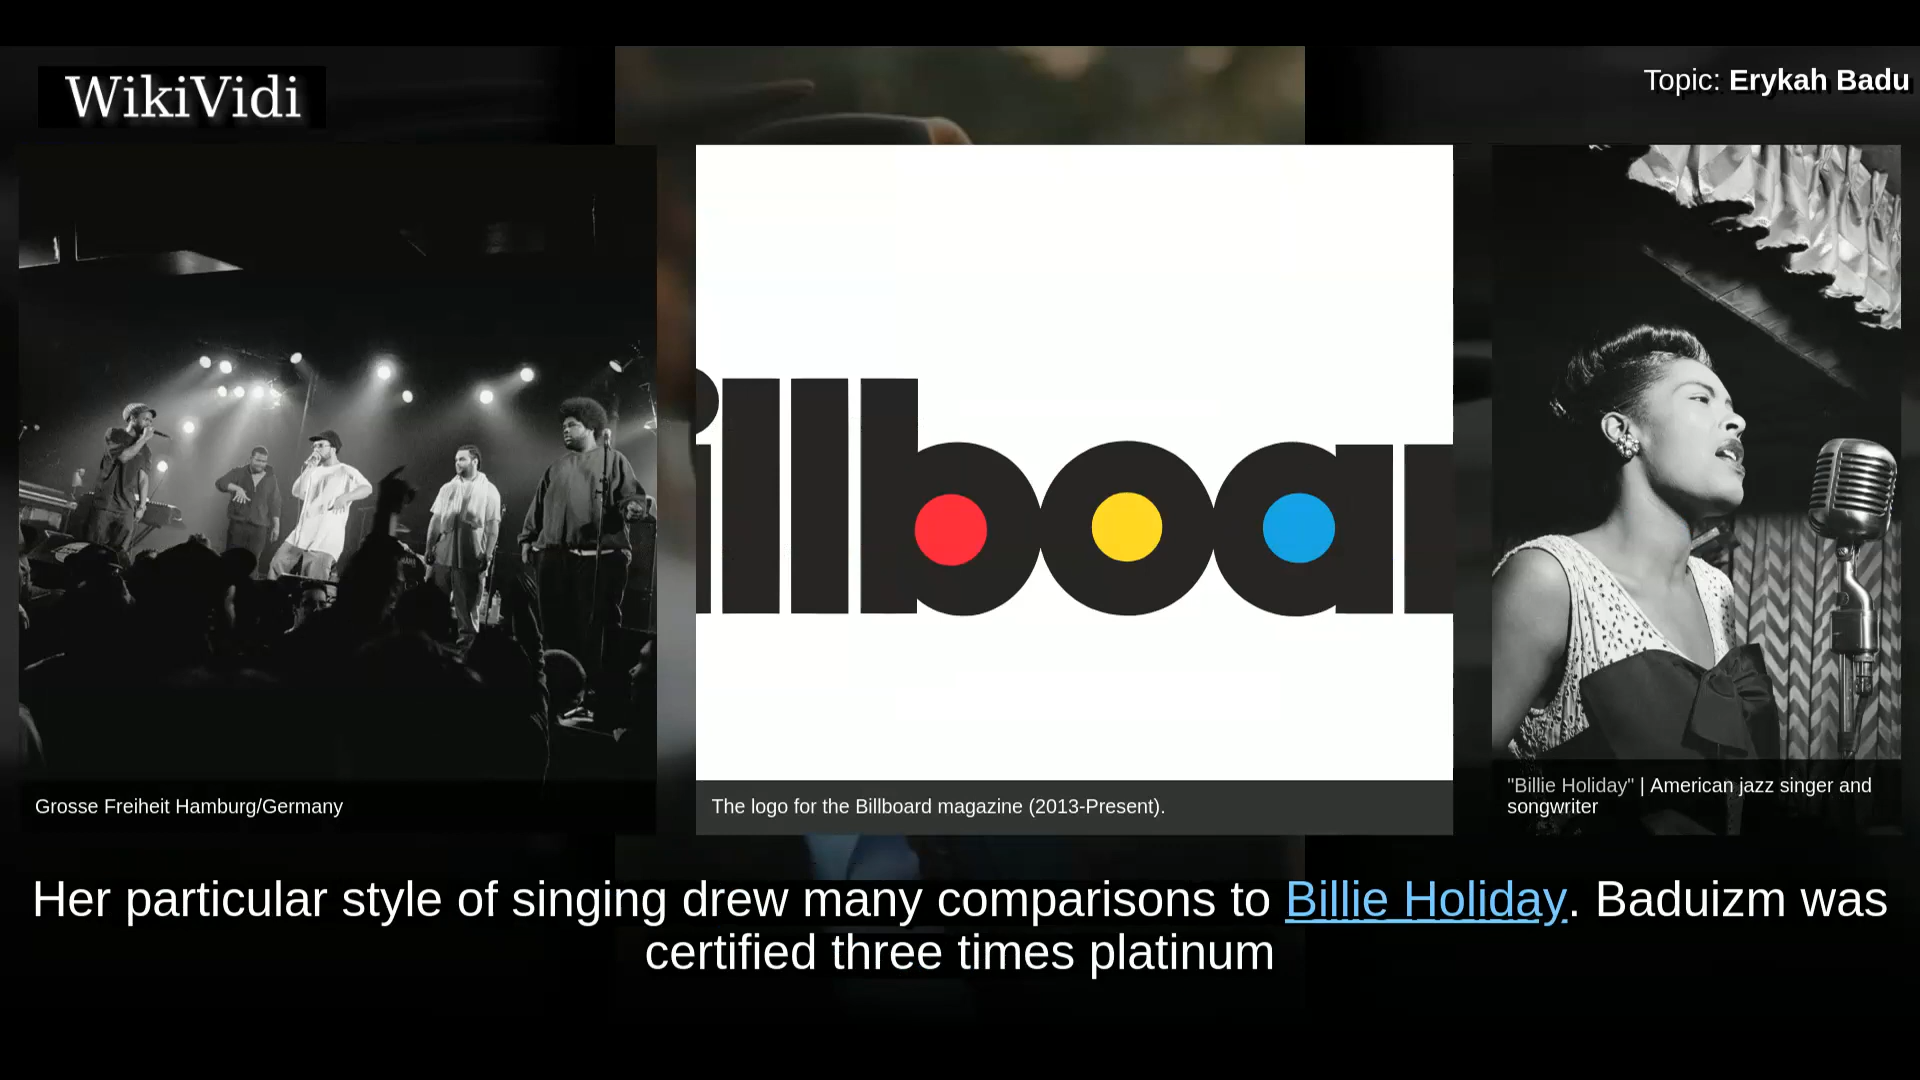 WikiVidi
Topic: Erykah Badu
illboar
Grosse Freiheit Hamburg/Germany
The logo for the Billboard magazine (2013-Present).
"Billie Holiday" | American jazz singer and
songwriter
Her particular style of singing drew many comparisons to Billie Holiday. Baduizm was
certified three times platinum